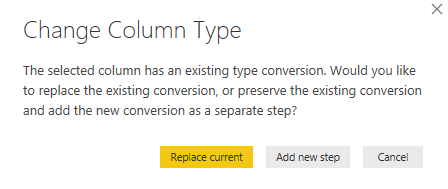 Change Column Type
The selected column has an existing type conversion. Would you like
to replace the existing conversion, or preserve the existing conversion
and add the new conversion as a separate step?
Replace current Add new step Cancel